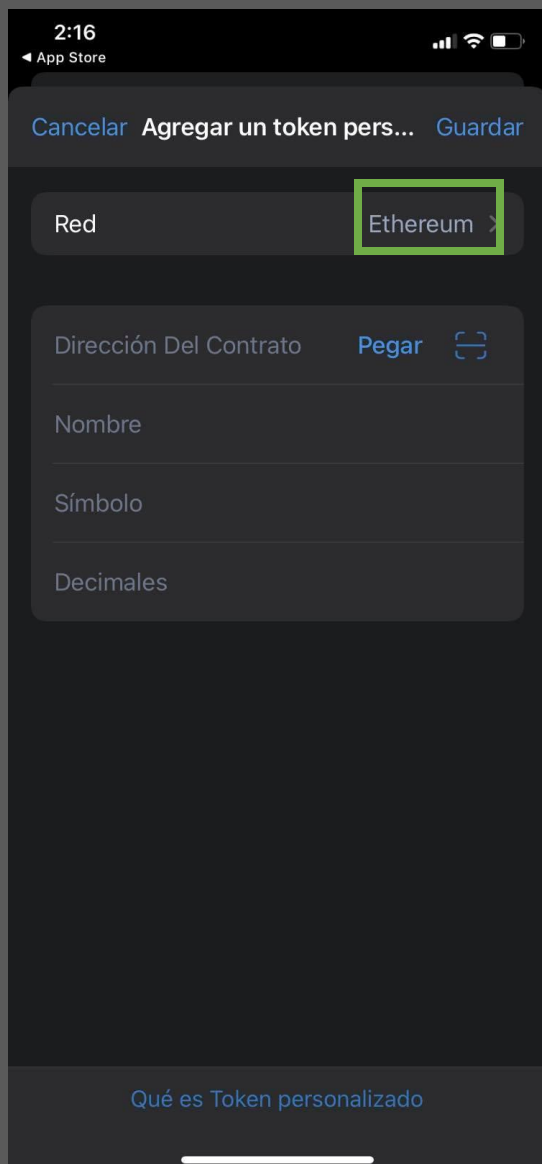 2:16
◀ App Store
Cancelar Agregar un token pers... Guardar
Red Ethereum >
Dirección Del Contrato Pegar
Nombre
Símbolo
Decimales
Qué es Token personalizado